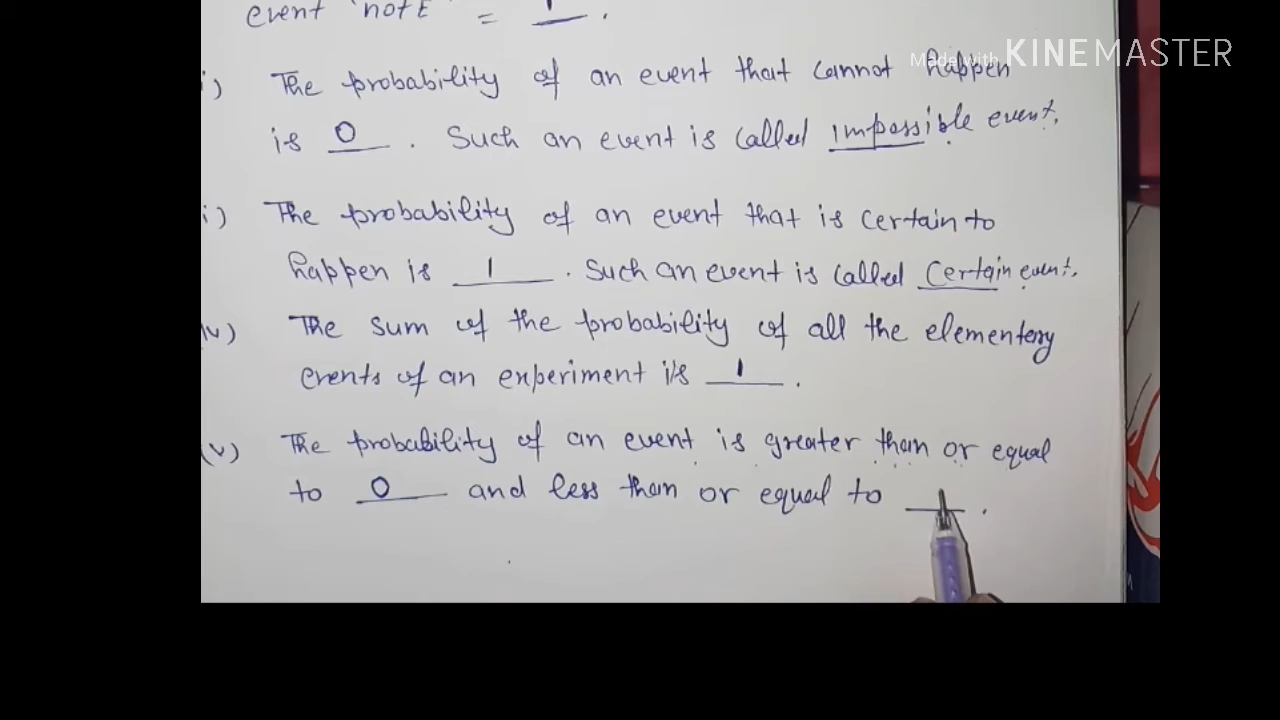 event 'not E' = 1 .
Made with KINEMASTER
i) The probability of an event that cannot happen
is 0 . Such an event is called impossible event.
i) The probability of an event that is certain to
happen is 1 . Such an event is called certain event.
iv) The sum of the probability of all the elementery
events of an experiment is 1 .
(v) The probability of an event is greater than or equal
to 0 and less than or equal to .